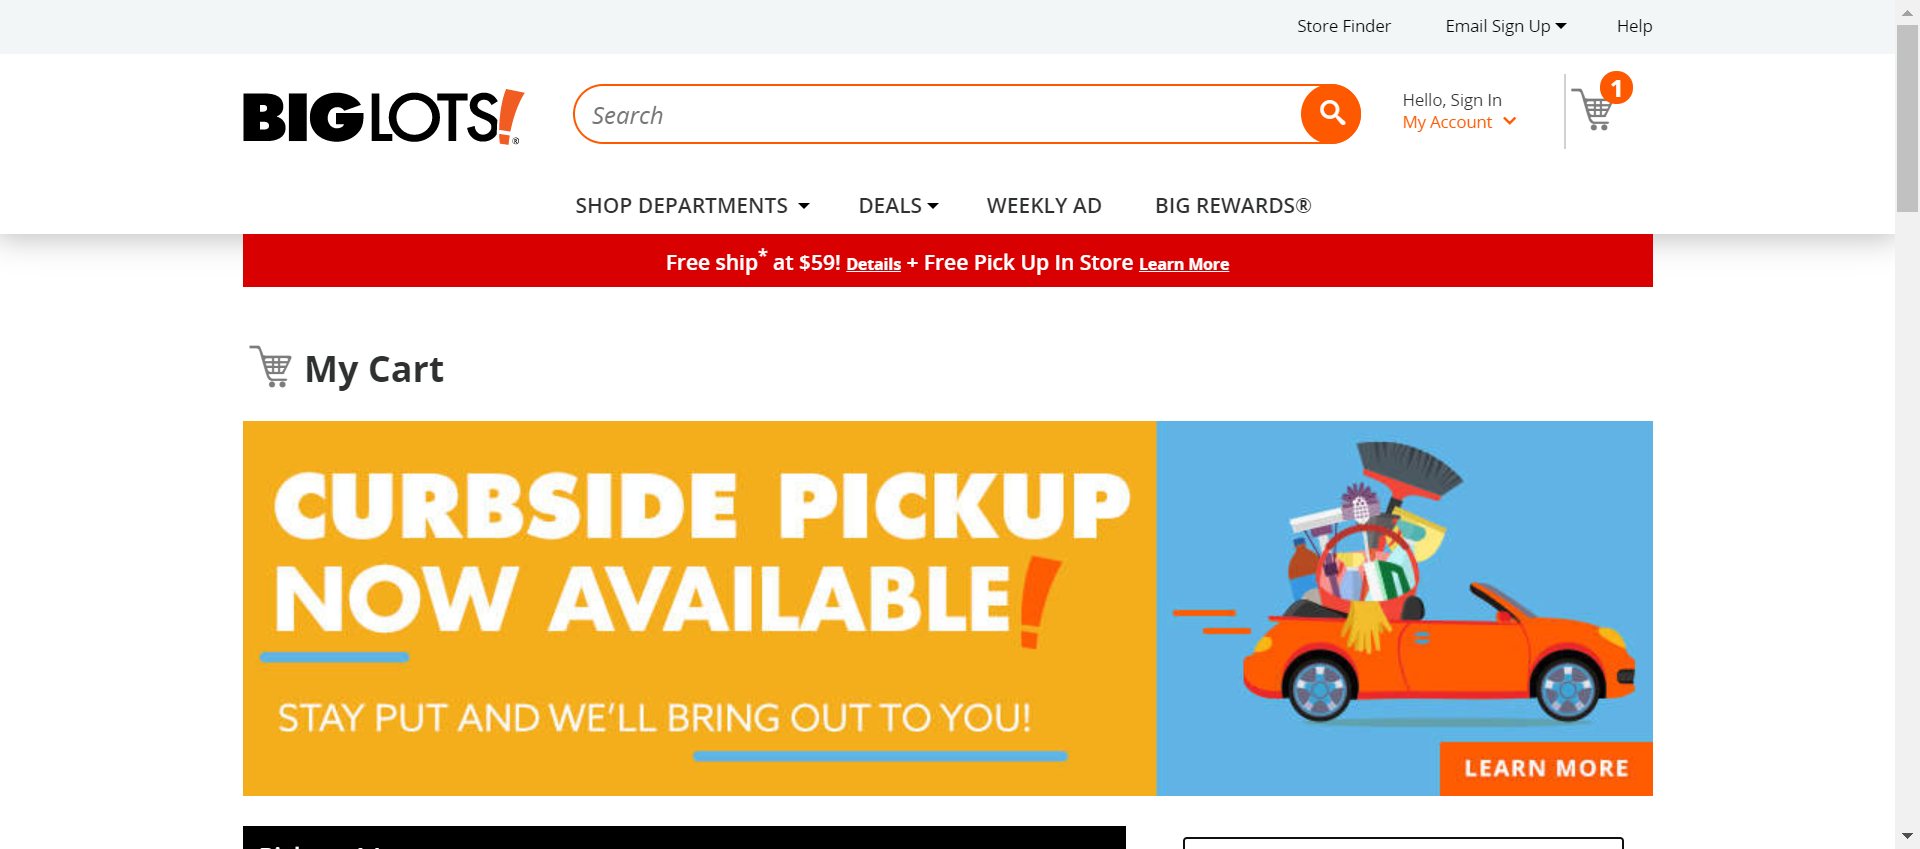 Store Finder Email Sign Up Help
BIG LOTS!®
Search
Hello, Sign In
My Account
1
SHOP DEPARTMENTS DEALS WEEKLY AD BIG REWARDS®
Free ship* at $59! Details + Free Pick Up In Store Learn More
My Cart
CURBSIDE PICKUP
NOW AVAILABLE!
STAY PUT AND WE'LL BRING OUT TO YOU!
LEARN MORE